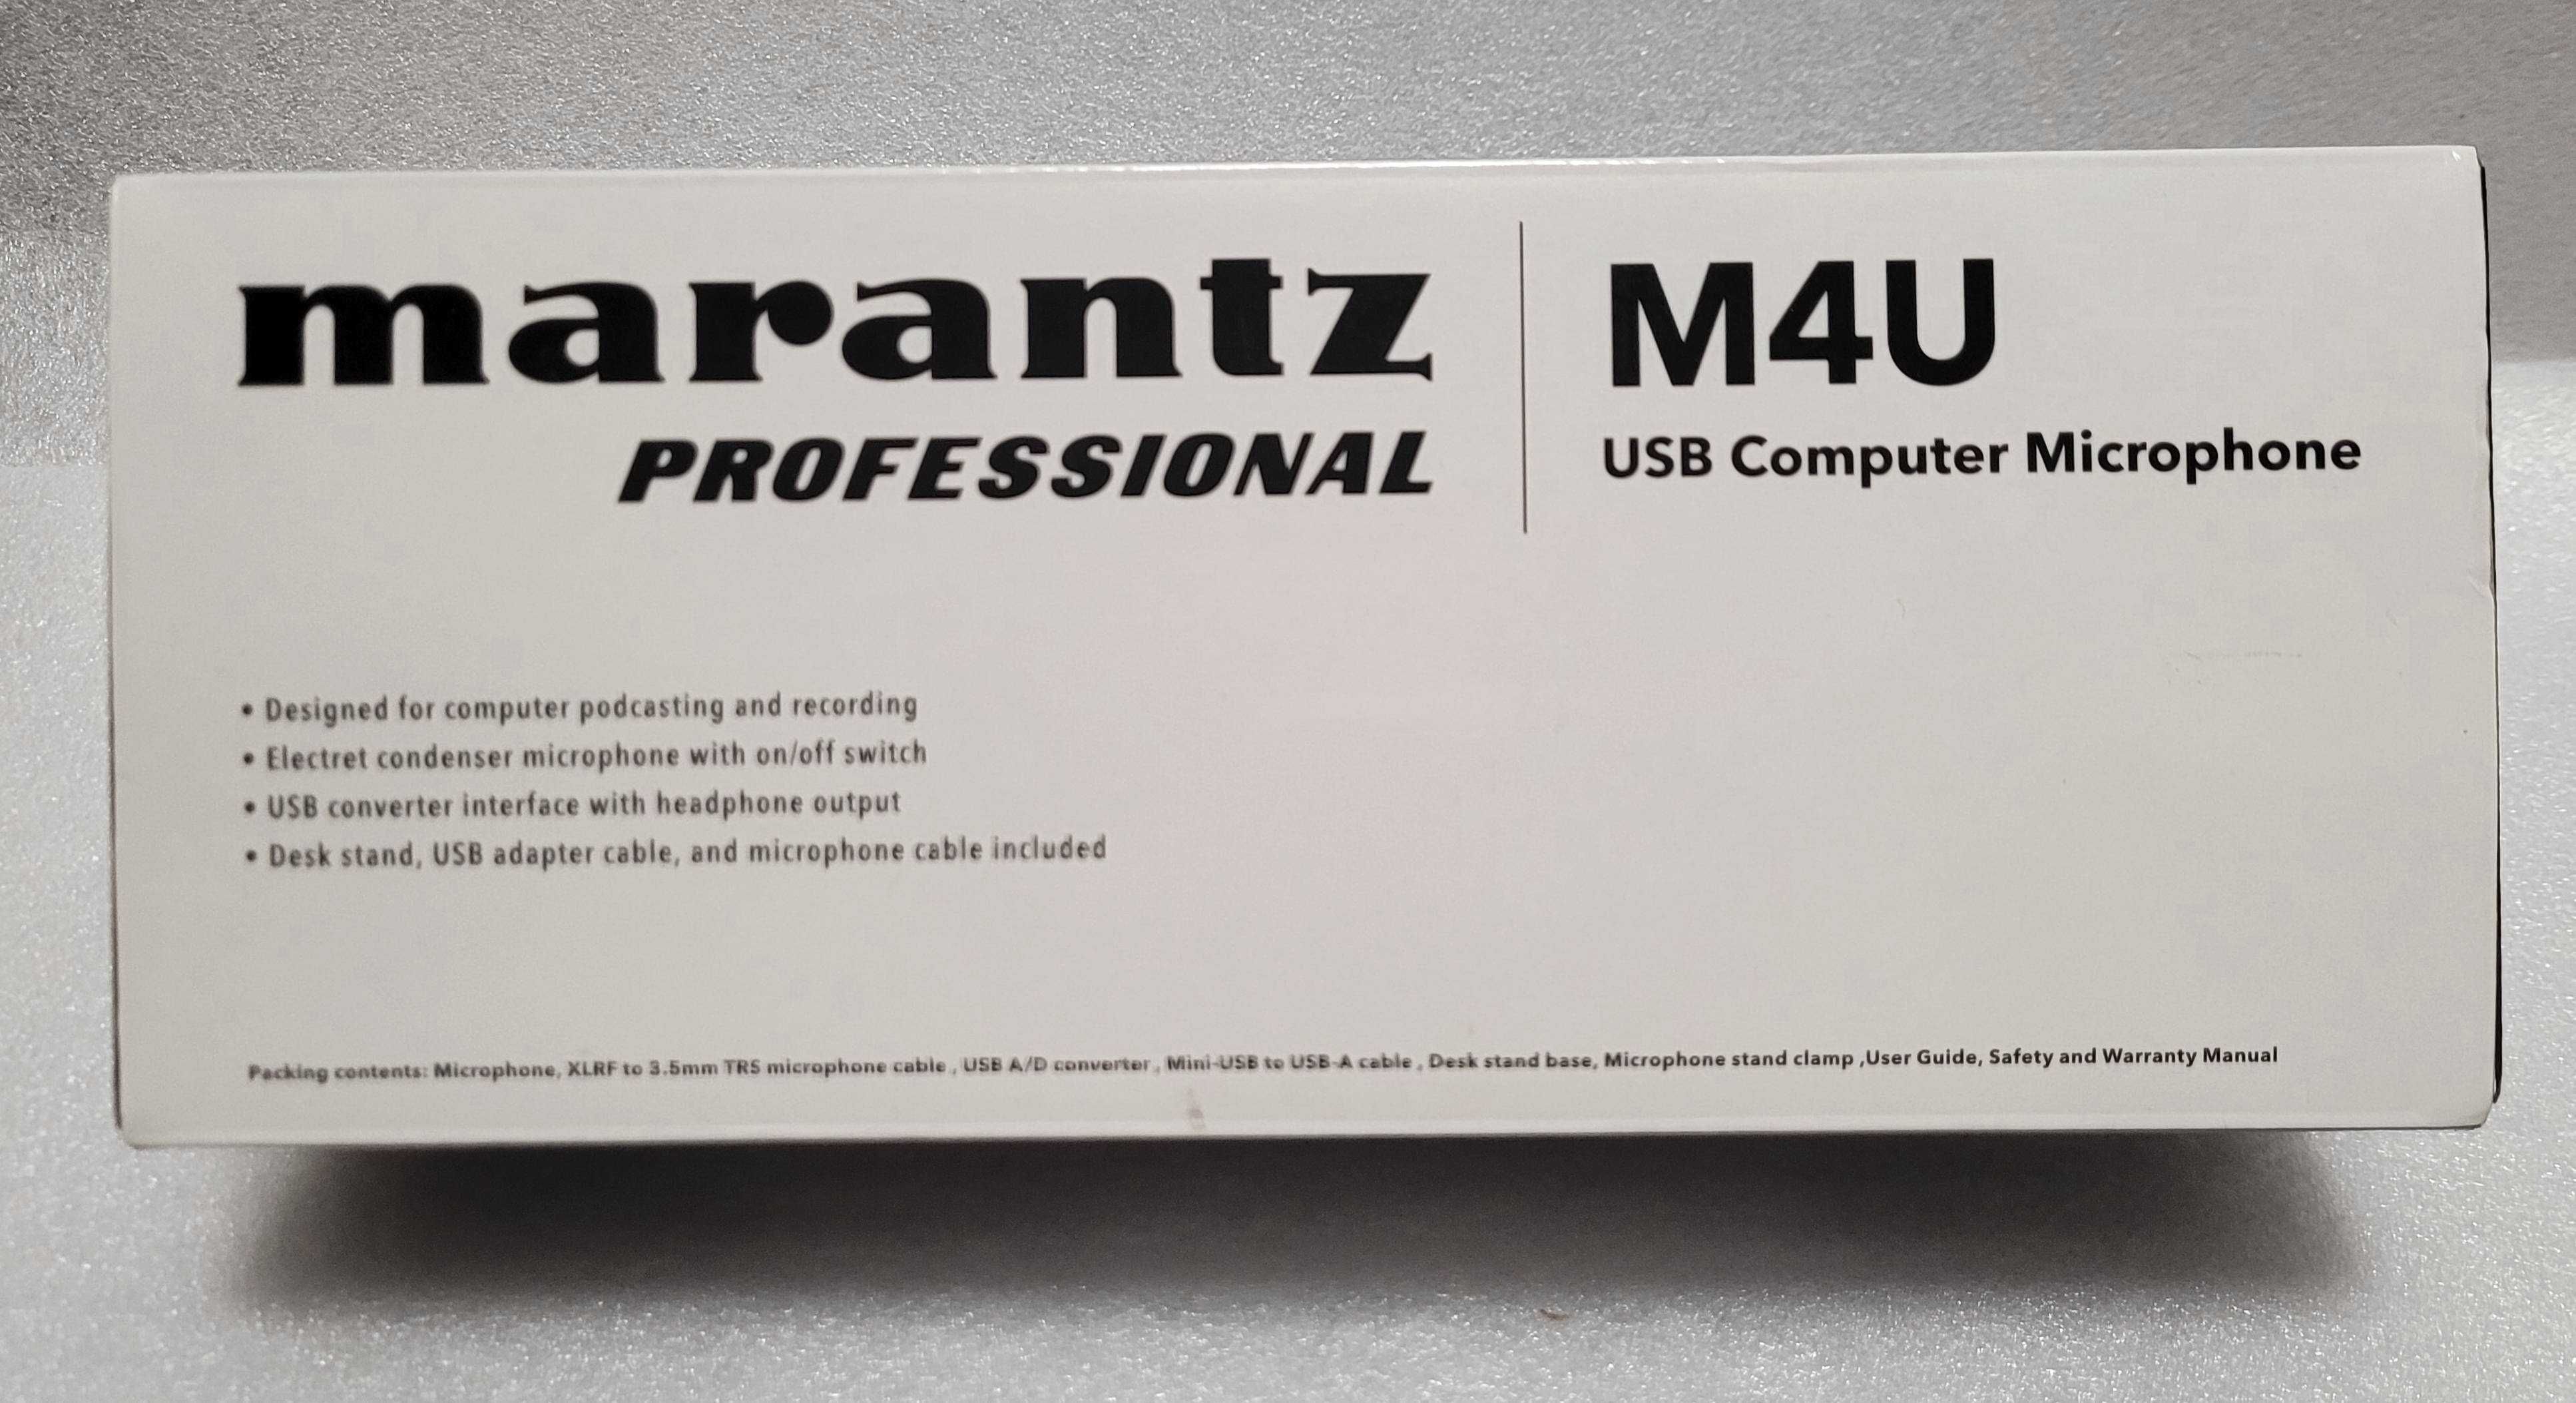 marantz
PROFESSIONAL
M4U
USB Computer Microphone
• Designed for computer podcasting and recording
• Electret condenser microphone with on/off switch
• USB converter interface with headphone output
• Desk stand, USB adapter cable, and microphone cable included
Packing contents: Microphone, XLRF to 3.5mm TRS microphone cable , USB A/D converter , Mini-USB to USB-A cable , Desk stand base, Microphone stand clamp ,User Guide, Safety and Warranty Manual